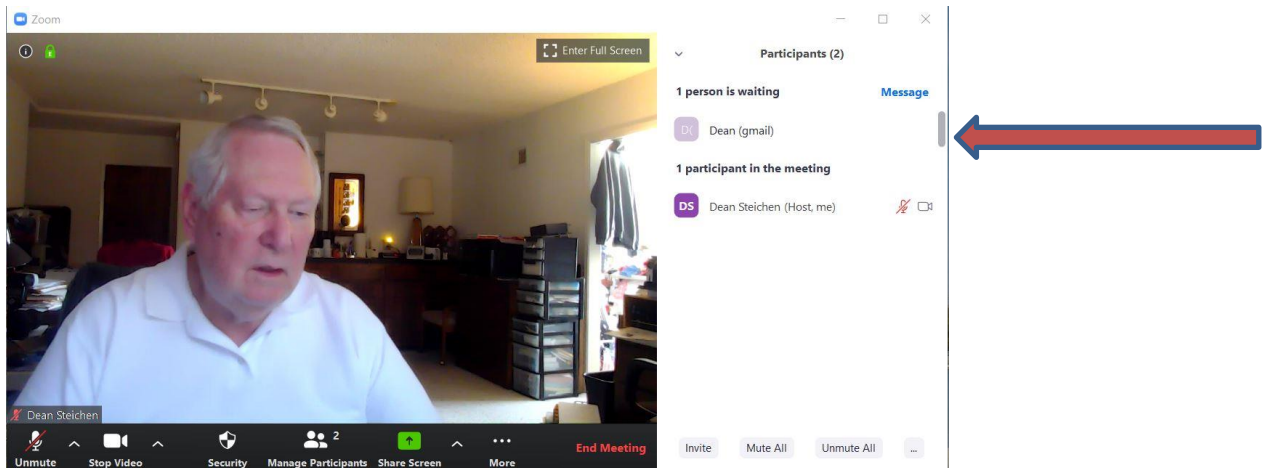 Zoom
Enter Full Screen
Dean Steichen
Unmute
Stop Video
Security
2
Manage Participants
Share Screen
More
End Meeting
Participants (2)
1 person is waiting
Message
D( Dean (gmail)
1 participant in the meeting
DS Dean Steichen (Host, me)
Invite
Mute All
Unmute All
...